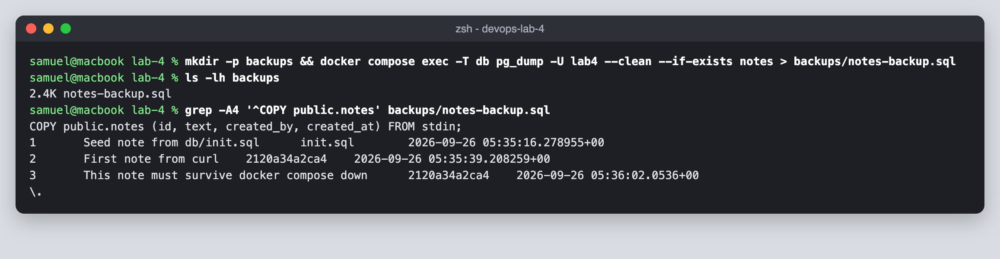 zsh - devops-lab-4
samuel@macbook lab-4 % mkdir -p backups && docker compose exec -T db pg_dump -U lab4 --clean --if-exists notes > backups/notes-backup.sql
samuel@macbook lab-4 % ls -lh backups
2.4K notes-backup.sql
samuel@macbook lab-4 % grep -A4 '^COPY public.notes' backups/notes-backup.sql
COPY public.notes (id, text, created_by, created_at) FROM stdin;
1       Seed note from db/init.sql      init.sql        2026-09-26 05:35:16.278955+00
2       First note from curl    2120a34a2ca4    2026-09-26 05:35:39.208259+00
3       This note must survive docker compose down      2120a34a2ca4    2026-09-26 05:36:02.0536+00
\.